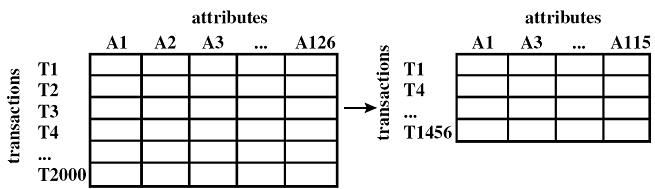 attributes
A1 A2 A3 ... A126
transactions
T1
T2
T3
T4
...
T2000
attributes
A1 A3 ... A115
transactions
T1
T4
...
T1456